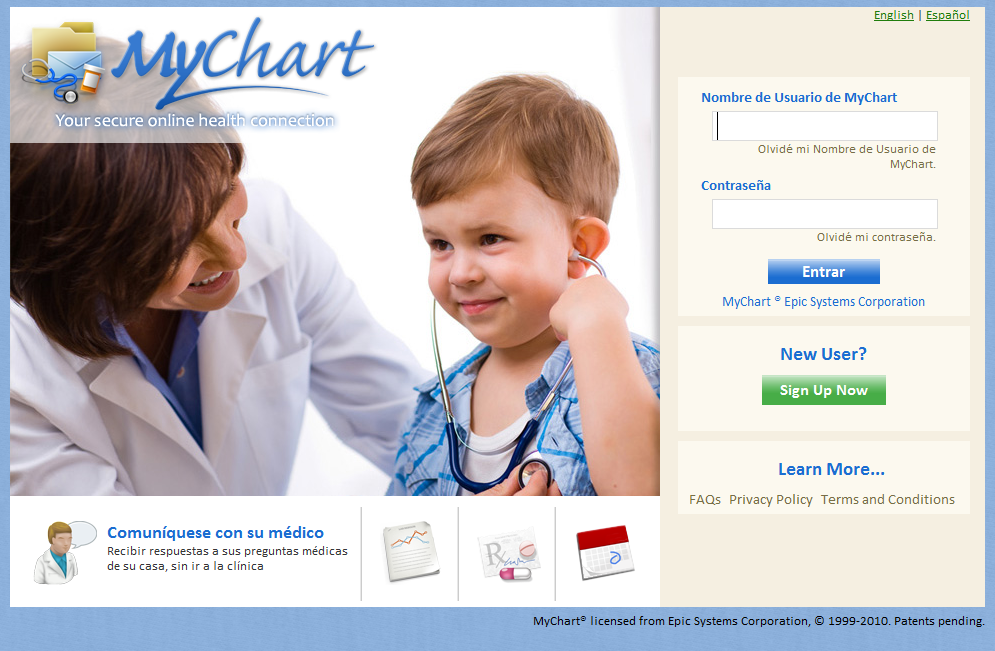 English | Español
MyChart
Your secure online health connection
Nombre de Usuario de MyChart
Olvidé mi Nombre de Usuario de
MyChart.
Contraseña
Olvidé mi contraseña.
Entrar
MyChart ® Epic Systems Corporation
New User?
Sign Up Now
Learn More...
FAQs Privacy Policy Terms and Conditions
Comuníquese con su médico
Recibir respuestas a sus preguntas médicas
de su casa, sin ir a la clínica
Rx
MyChart® licensed from Epic Systems Corporation, © 1999-2010. Patents pending.